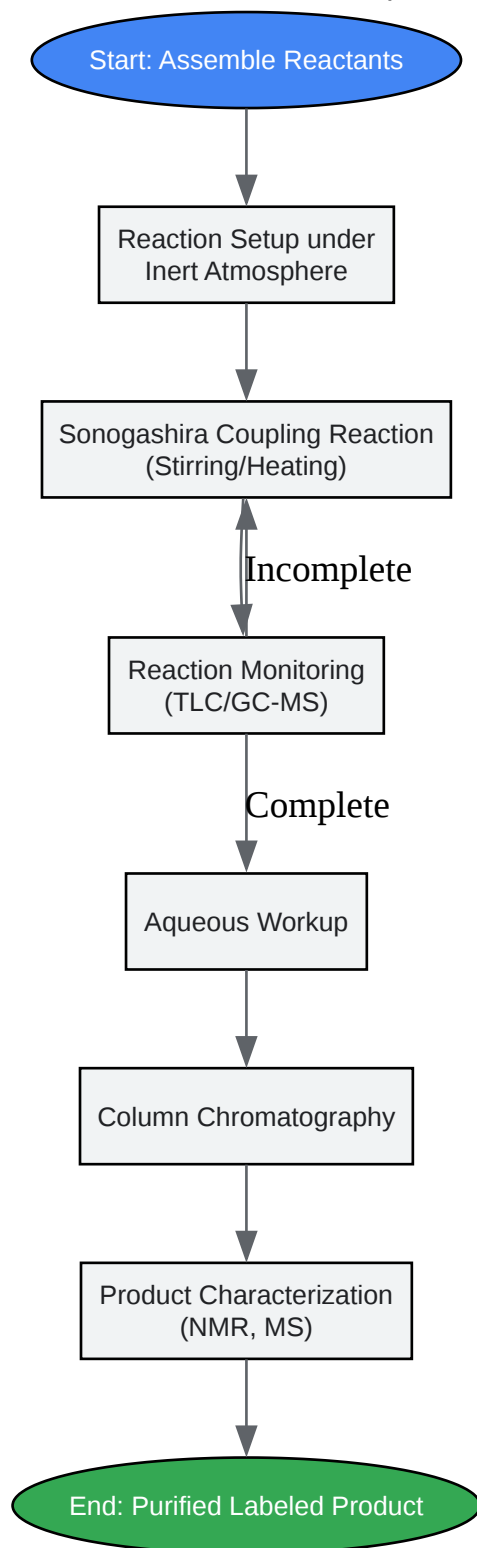 Start: Assemble Reactants
Reaction Setup under
Inert Atmosphere
Sonogashira Coupling Reaction
(Stirring/Heating)
Incomplete
Reaction Monitoring
(TLC/GC-MS)
Complete
Aqueous Workup
Column Chromatography
Product Characterization
(NMR, MS)
End: Purified Labeled Product